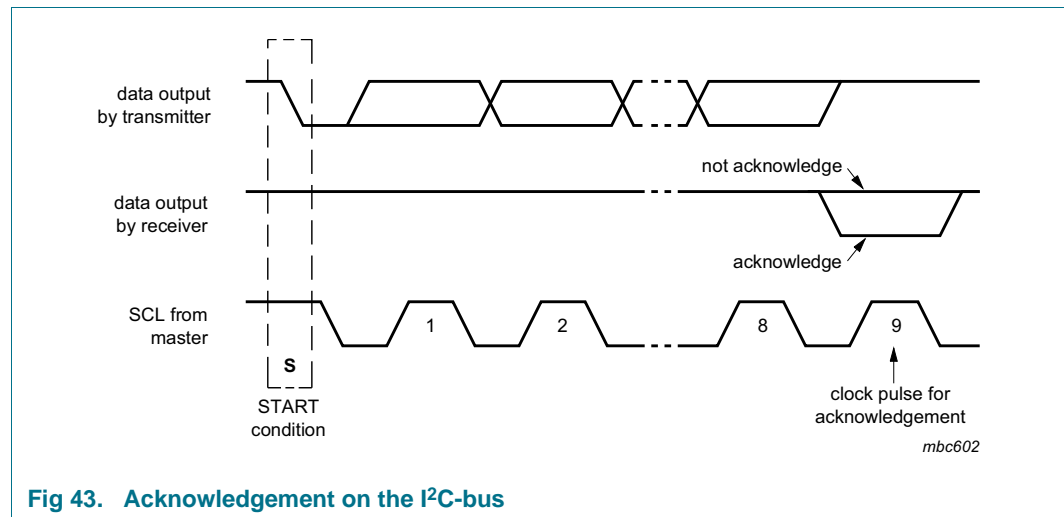 data output
by transmitter
not acknowledge
data output
by receiver
acknowledge
SCL from
master
1
2
8
9
S
START
condition
clock pulse for
acknowledgement
mbc602
Fig 43. Acknowledgement on the I²C-bus